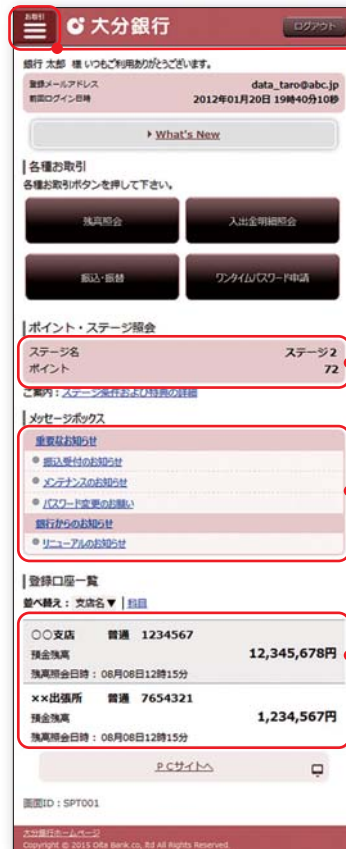 お取引
大分銀行
ログアウト
銀行 太郎 様 いつもご利用ありがとうございます。
登録メールアドレス data_taro@abc.jp
前回ログイン日時 2012年01月20日 19時40分10秒
What's New
各種お取引
各種お取引ボタンを押して下さい。
残高照会 入出金明細照会
振込・振替 ワンタイムパスワード申請
ポイント・ステージ照会
ステージ名 ステージ2
ポイント 72
ご案内：ステージ条件および特典の詳細
メッセージボックス
重要なお知らせ
振込受付のお知らせ
メンテナンスのお知らせ
パスワード変更のお願い
銀行からのお知らせ
リニューアルのお知らせ
登録口座一覧
並べ替え： 支店名▼ | 科目
○○支店 普通 1234567
預金残高 12,345,678円
残高照会日時： 08月08日12時15分
××出張所 普通 7654321
預金残高 1,234,567円
残高照会日時： 08月08日12時15分
ＰＣサイトへ
画面ID：SPT001
大分銀行ホームページ
Copyright © 2015 Oita Bank.co, ltd All Rights Reserved.